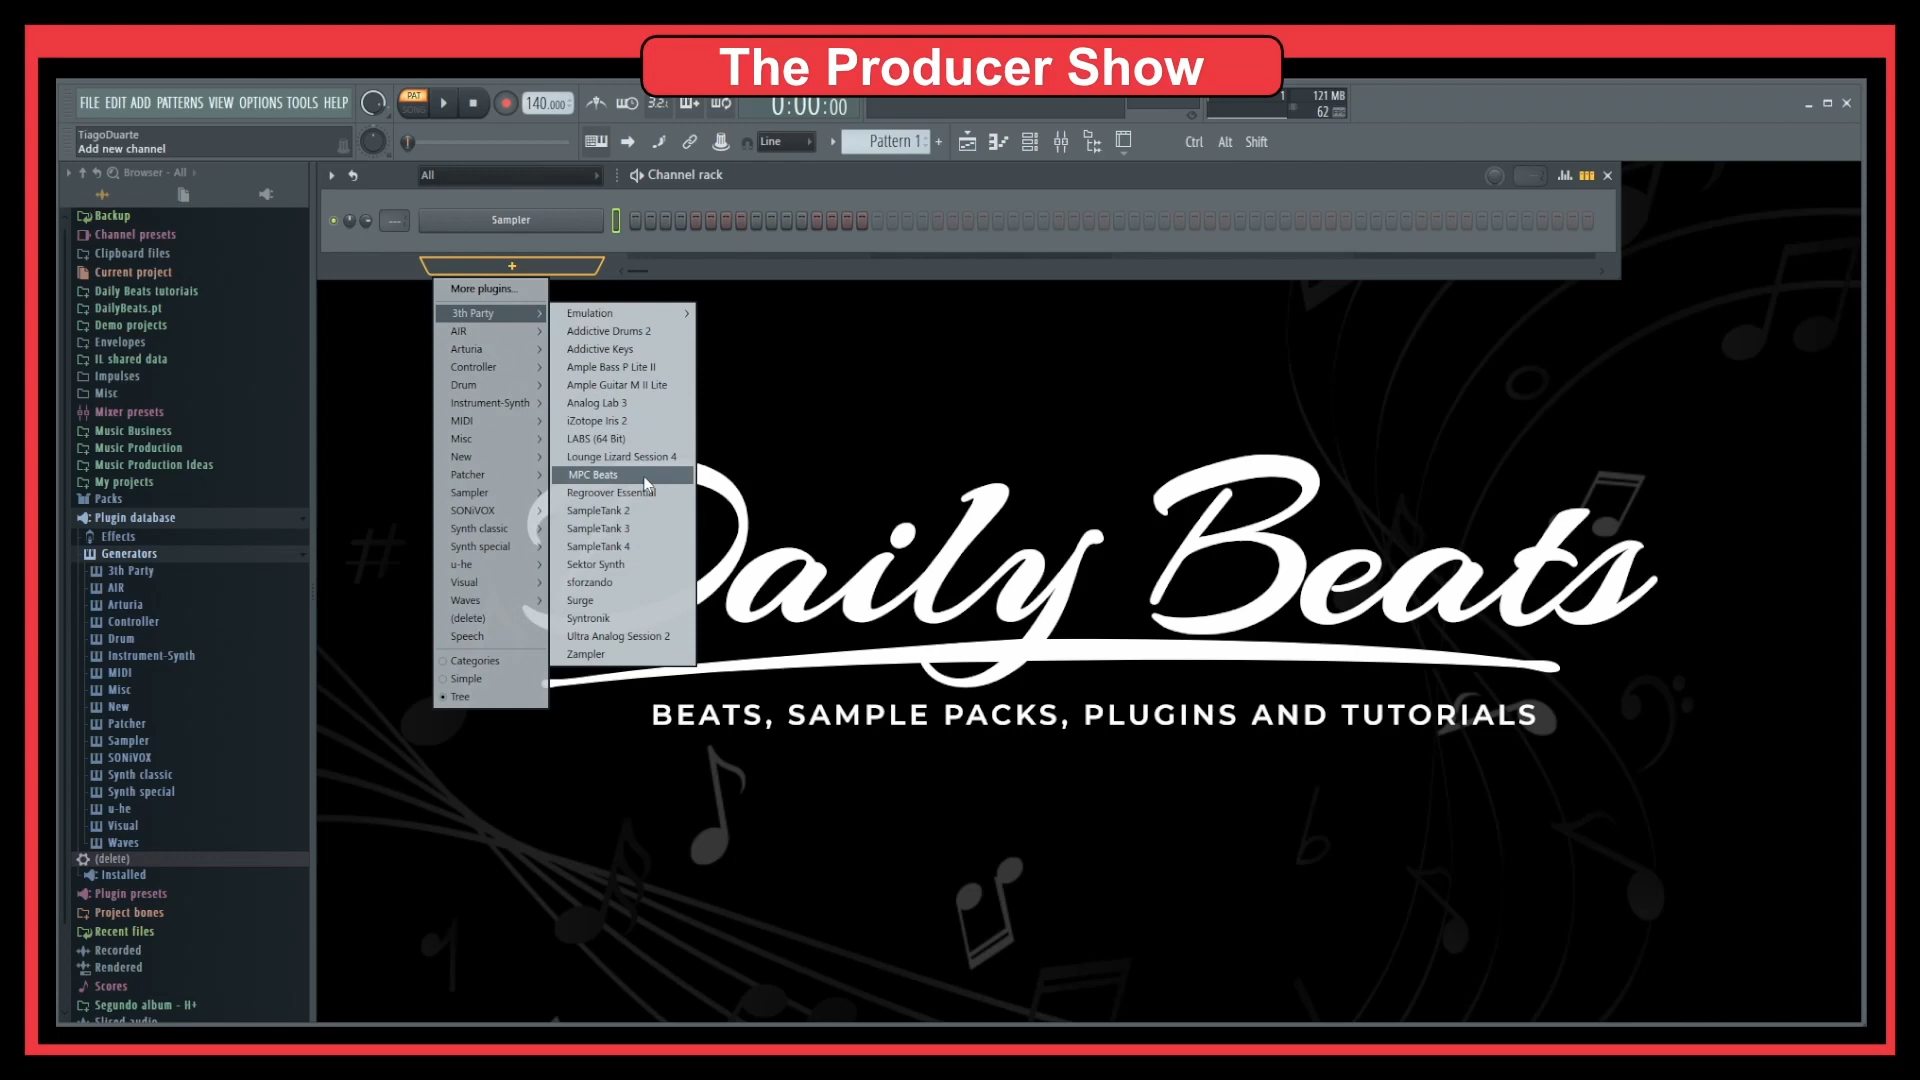 The Producer Show
FILE EDIT ADD PATTERNS VIEW OPTIONS TOOLS HELP
PAT
SONG
140.000
3.2.
0:00:00
1
121 MB
62
TiagoDuarte
Add new channel
Line
Pattern 1
+
Ctrl Alt Shift
Browser - All
All
Channel rack
Sampler
+
Backup
Channel presets
Clipboard files
Current project
Daily Beats tutorials
DailyBeats.pt
Demo projects
Envelopes
IL shared data
Impulses
Misc
Mixer presets
Music Business
Music Production
Music Production Ideas
My projects
Packs
Plugin database
Effects
Generators
3th Party
AIR
Arturia
Controller
Drum
Instrument-Synth
MIDI
Misc
New
Patcher
Sampler
SONiVOX
Synth classic
Synth special
u-he
Visual
Waves
(delete)
Installed
Plugin presets
Project bones
Recent files
Recorded
Rendered
Scores
Segundo album - H+
Sliced audio
More plugins...
3th Party
AIR
Arturia
Controller
Drum
Instrument-Synth
MIDI
Misc
New
Patcher
Sampler
SONiVOX
Synth classic
Synth special
u-he
Visual
Waves
(delete)
Speech
Categories
Simple
Tree
Emulation
Addictive Drums 2
Addictive Keys
Ample Bass P Lite II
Ample Guitar M II Lite
Analog Lab 3
iZotope Iris 2
LABS (64 Bit)
Lounge Lizard Session 4
MPC Beats
Regroover Essential
SampleTank 2
SampleTank 3
SampleTank 4
Sektor Synth
sforzando
Surge
Syntronik
Ultra Analog Session 2
Zampler
Daily Beats
BEATS, SAMPLE PACKS, PLUGINS AND TUTORIALS